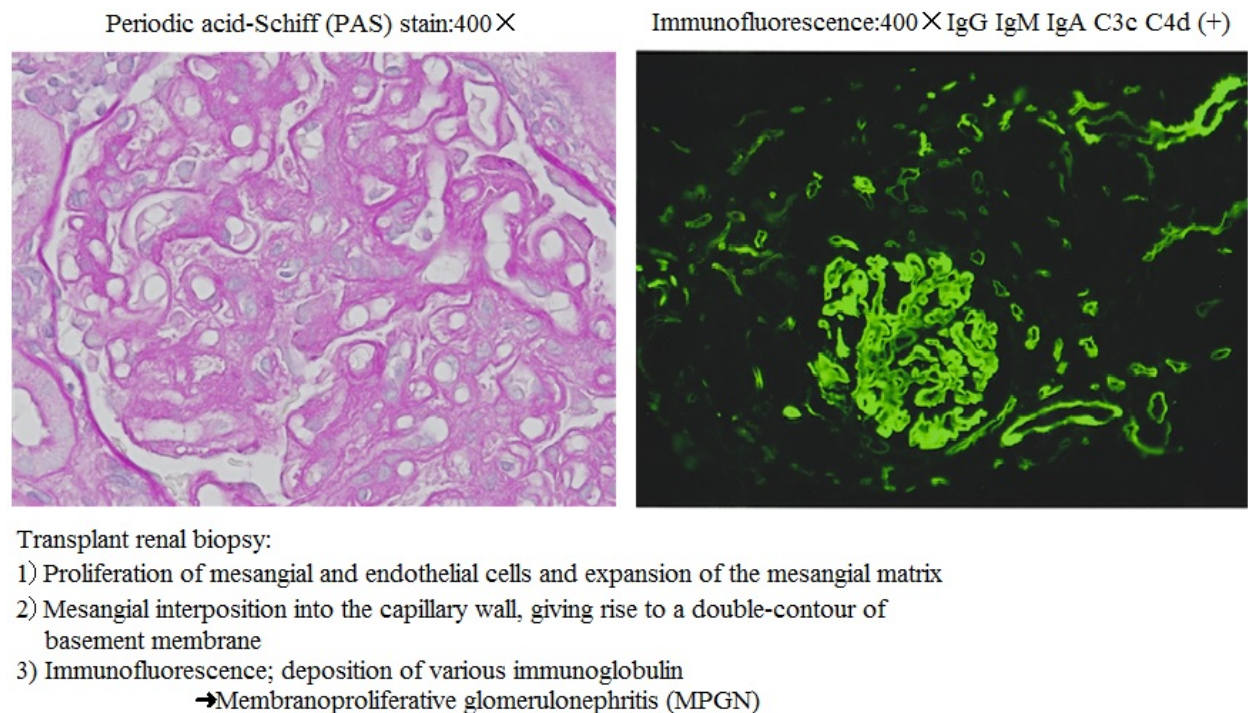 Periodic acid-Schiff (PAS) stain:400×
Immunofluorescence:400× IgG IgM IgA C3c C4d (+)
Transplant renal biopsy:
1) Proliferation of mesangial and endothelial cells and expansion of the mesangial matrix
2) Mesangial interposition into the capillary wall, giving rise to a double-contour of
basement membrane
3) Immunofluorescence; deposition of various immunoglobulin
→Membranoproliferative glomerulonephritis (MPGN)